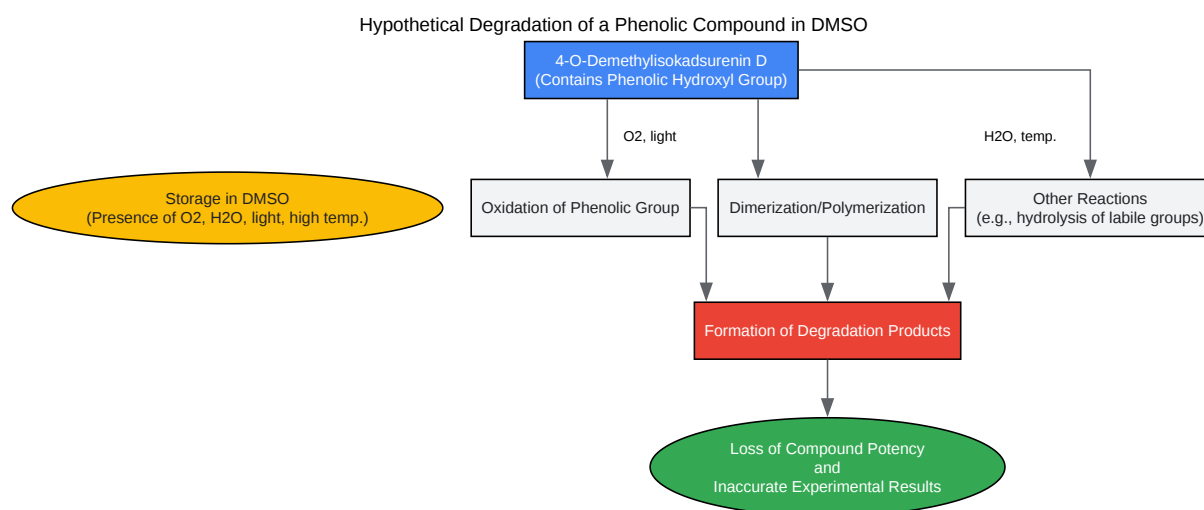 Hypothetical Degradation of a Phenolic Compound in DMSO
4-O-Demethylisokadsurenin D
(Contains Phenolic Hydroxyl Group)
O2, light
H2O, temp.
Storage in DMSO
(Presence of O2, H2O, light, high temp.)
Oxidation of Phenolic Group
Dimerization/Polymerization
Other Reactions
(e.g., hydrolysis of labile groups)
Formation of Degradation Products
Loss of Compound Potency
and
Inaccurate Experimental Results